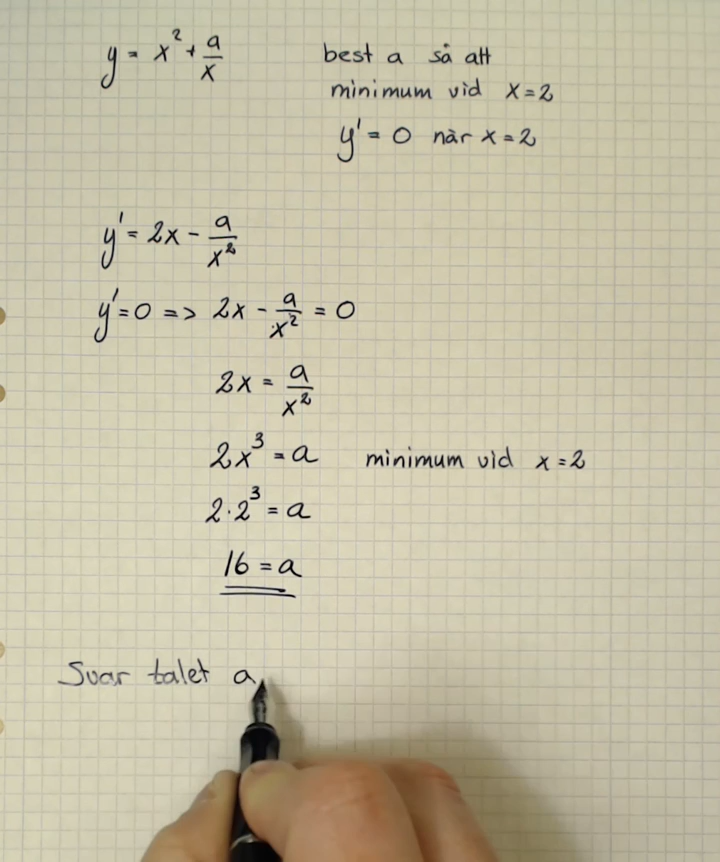 y = x² + a/x
best a så att
minimum vid x=2
y' = 0 när x=2
y' = 2x - a/x²
y'=0 => 2x - a/x² = 0
2x = a/x²
2x³ = a minimum vid x=2
2·2³ = a
16 = a
Svar talet a